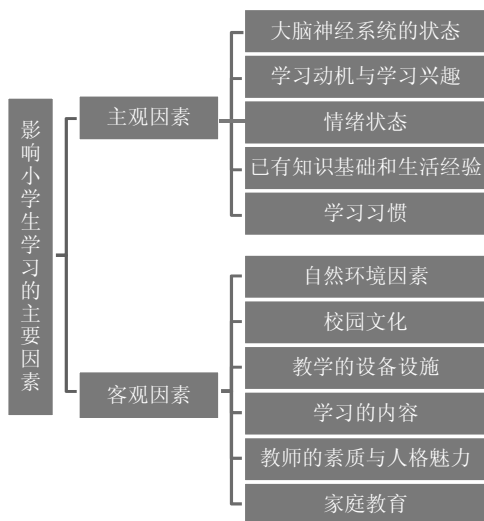 影响小学生学习的主要因素
主观因素
大脑神经系统的状态
学习动机与学习兴趣
情绪状态
已有知识基础和生活经验
学习习惯
客观因素
自然环境因素
校园文化
教学的设备设施
学习的内容
教师的素质与人格魅力
家庭教育